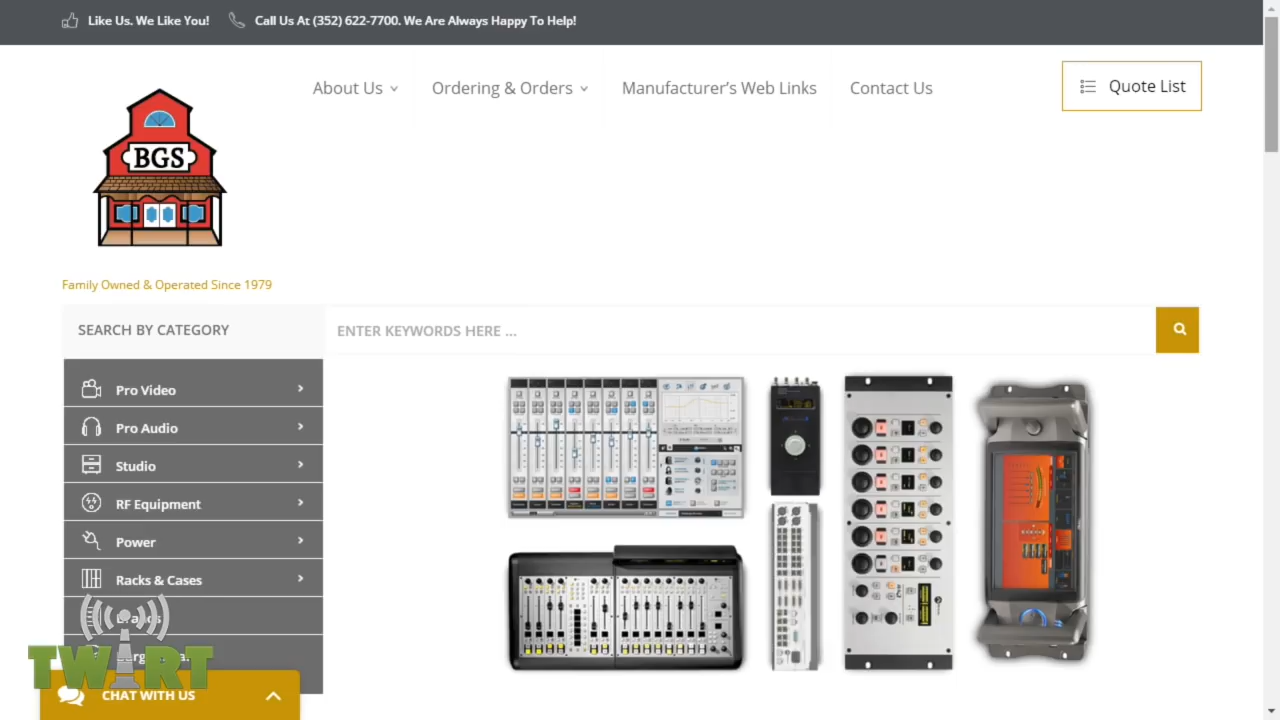 Like Us. We Like You!
Call Us At (352) 622-7700. We Are Always Happy To Help!
About Us
Ordering & Orders
Manufacturer's Web Links
Contact Us
Quote List
BGS
Family Owned & Operated Since 1979
SEARCH BY CATEGORY
ENTER KEYWORDS HERE ...
Pro Video
Pro Audio
Studio
RF Equipment
Power
Racks & Cases
TWiRT
CHAT WITH US